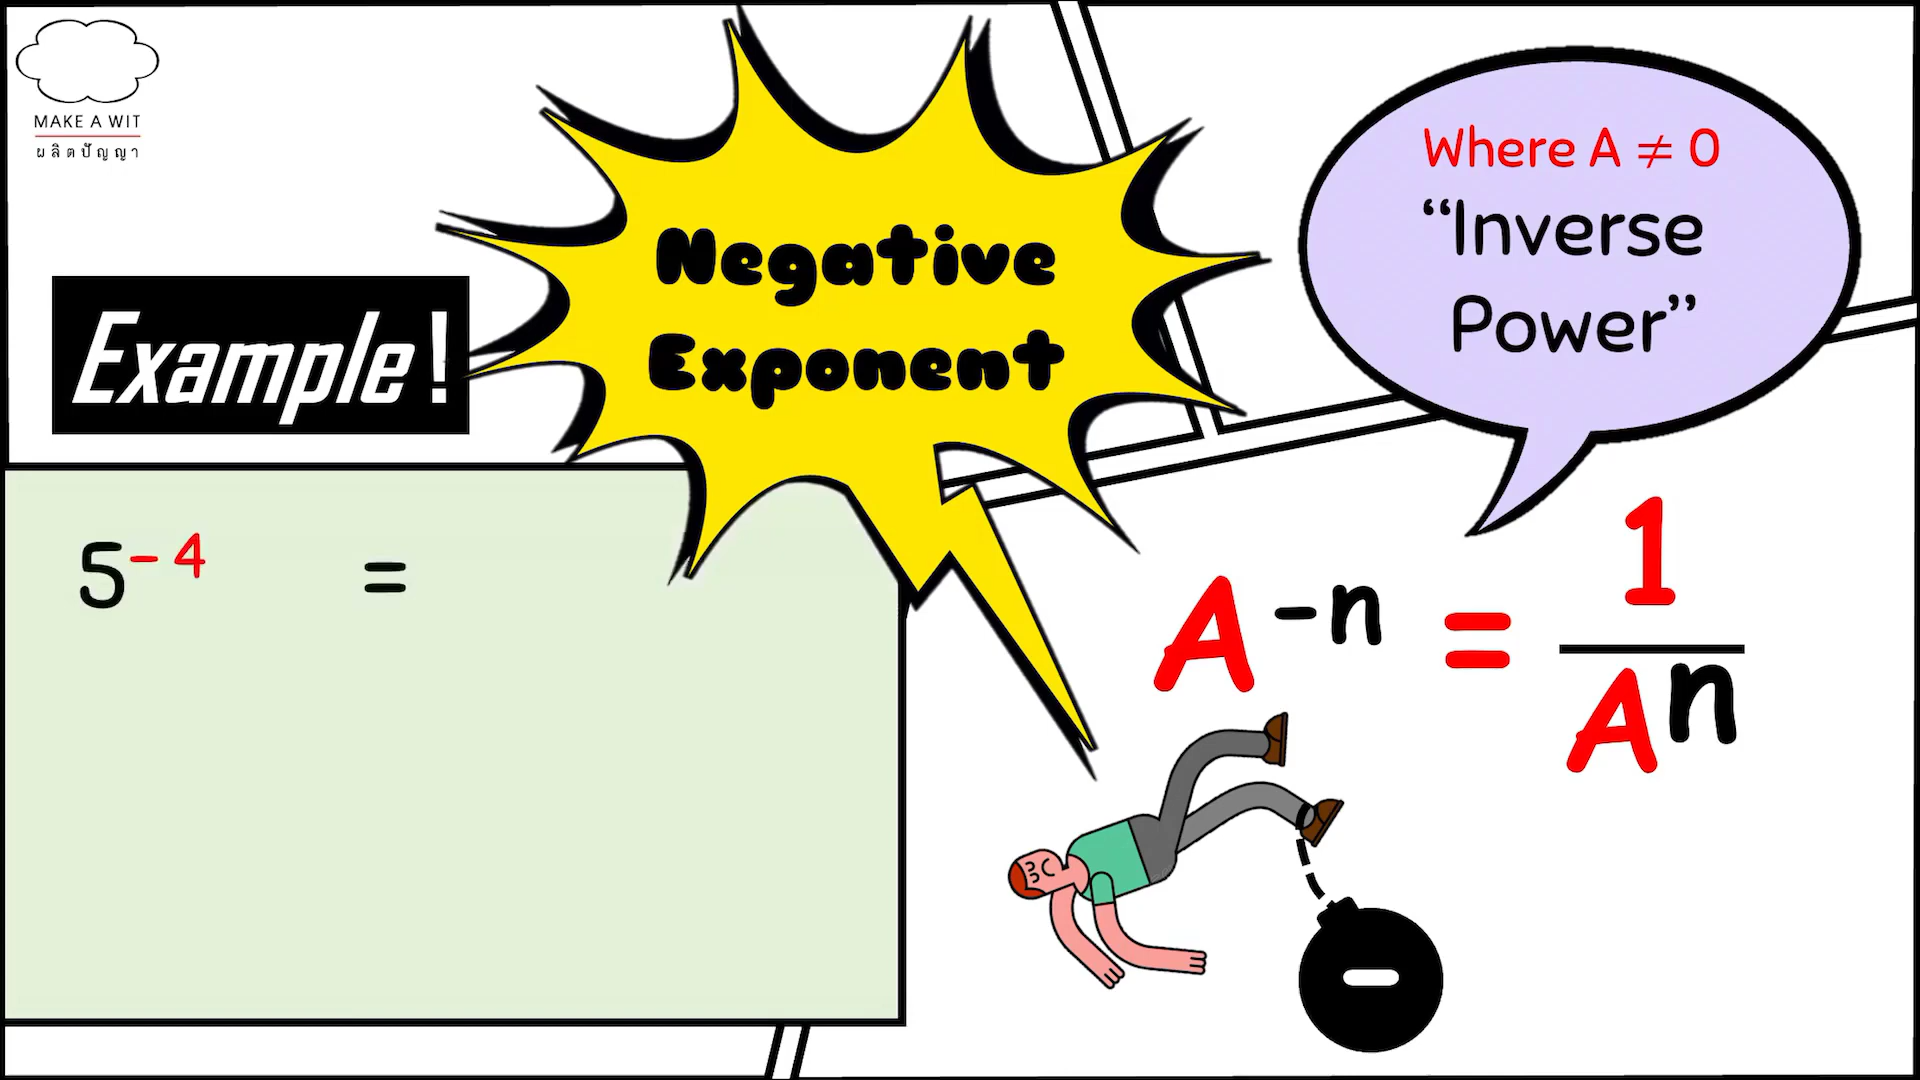 MAKE A WIT
ผลิตปัญญา
Negative
Exponent
Where A ≠ 0
“Inverse
Power”
Example!
5⁻⁴ =
A⁻ⁿ = 1/Aⁿ
-